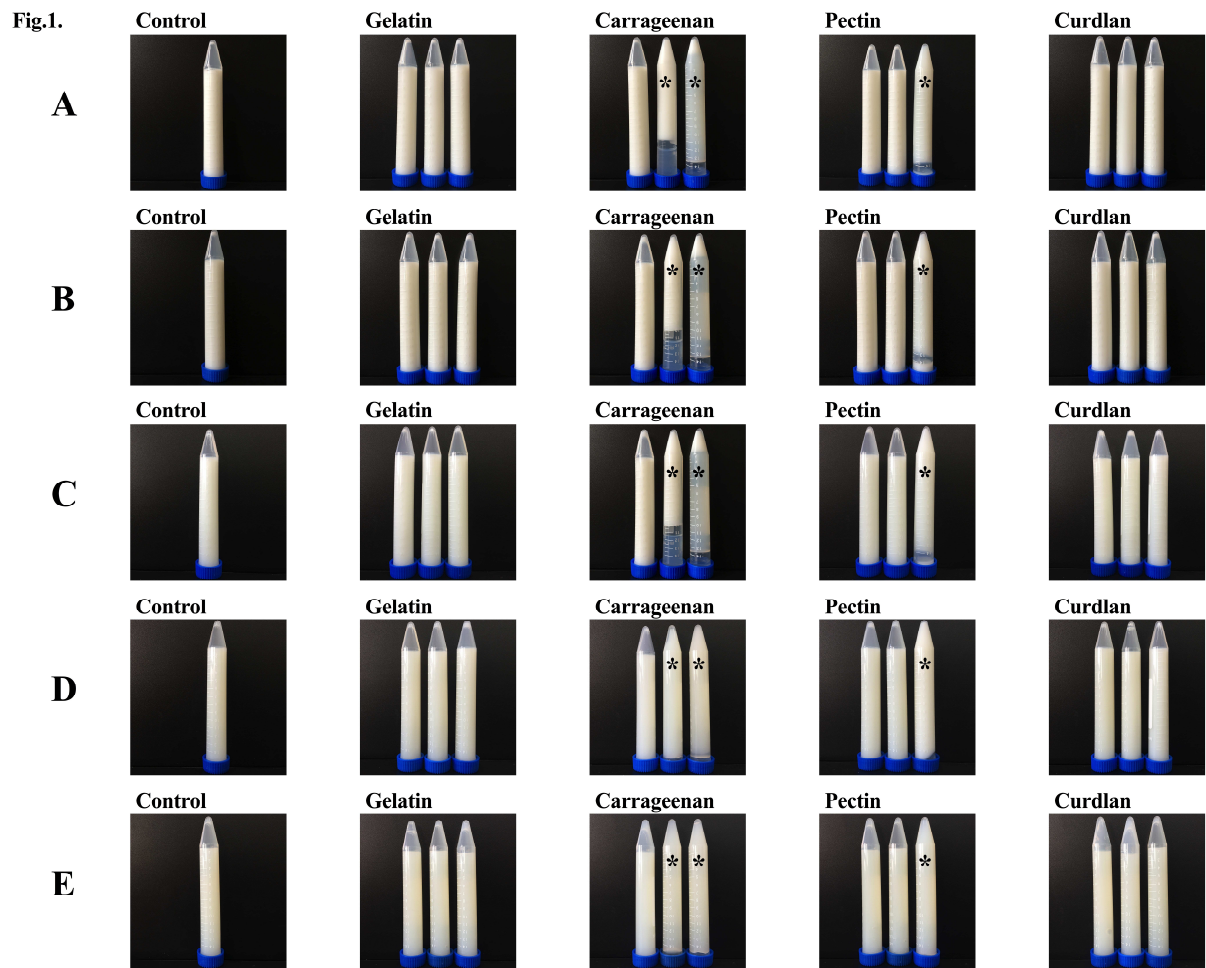 Fig.1.
Control Gelatin Carrageenan Pectin Curdlan
A
* * *
Control Gelatin Carrageenan Pectin Curdlan
B
* * *
Control Gelatin Carrageenan Pectin Curdlan
C
* * *
Control Gelatin Carrageenan Pectin Curdlan
D
* * *
Control Gelatin Carrageenan Pectin Curdlan
E
* * *